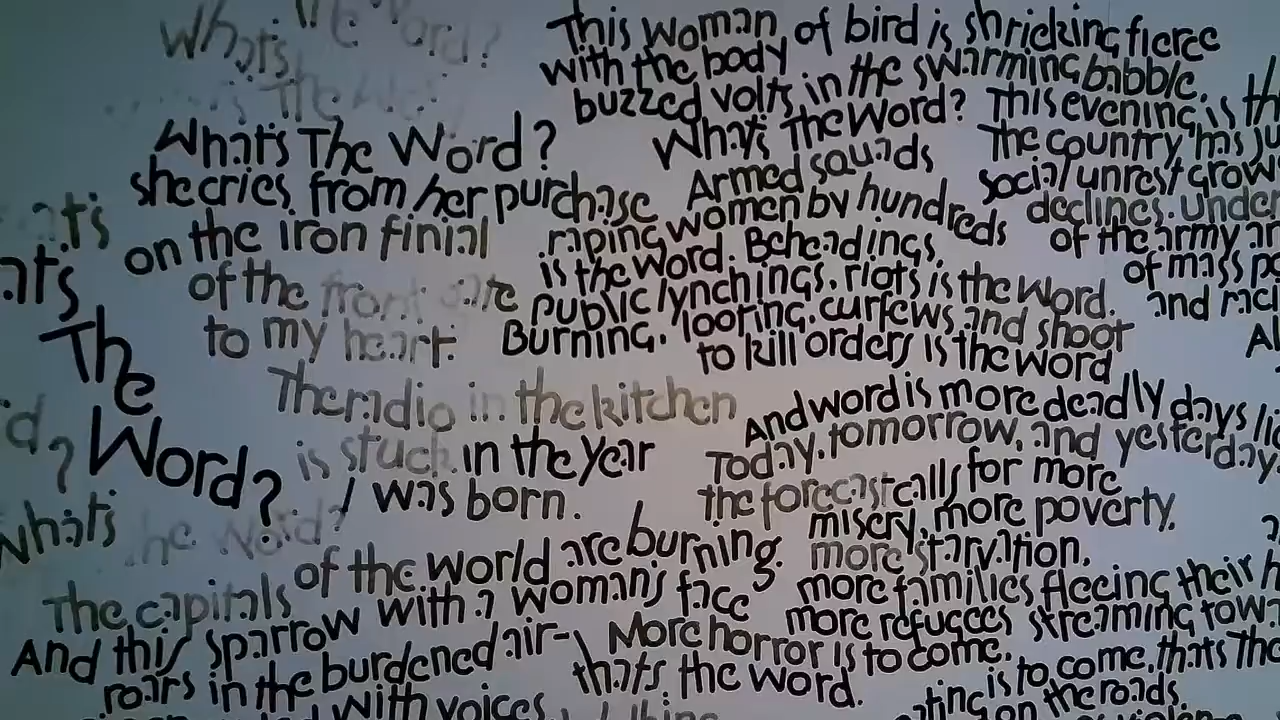 What's The Word?
What's The Word?
she cries from her purchase
on the iron finial
of the front gate
to my heart.
The radio in the kitchen
is stuck in the year
I was born.
The capitals of the world are burning.
And this sparrow with a woman's face
roars in the burdened air-
with voices.
This woman of bird is shrieking fierce
with the body
buzzed volts in the swarming babble.
What's The Word? This evening is
Armed squads
raping women by hundreds
is the word. Beheadings,
public lynchings, riots is the word.
Burning, looting, curfews and shoot
to kill orders is the word
And word is more deadly days
Today, tomorrow, and yesterday,
the forecast calls for more
misery, more poverty,
more starvation,
more families fleeing their
more refugees streaming
More horror is to come.
that's the word.
The country has
social unrest
declines. Under
of the army
of mass
and
is to come, that's
on the roads
What's
The
Word?
What's the Word?